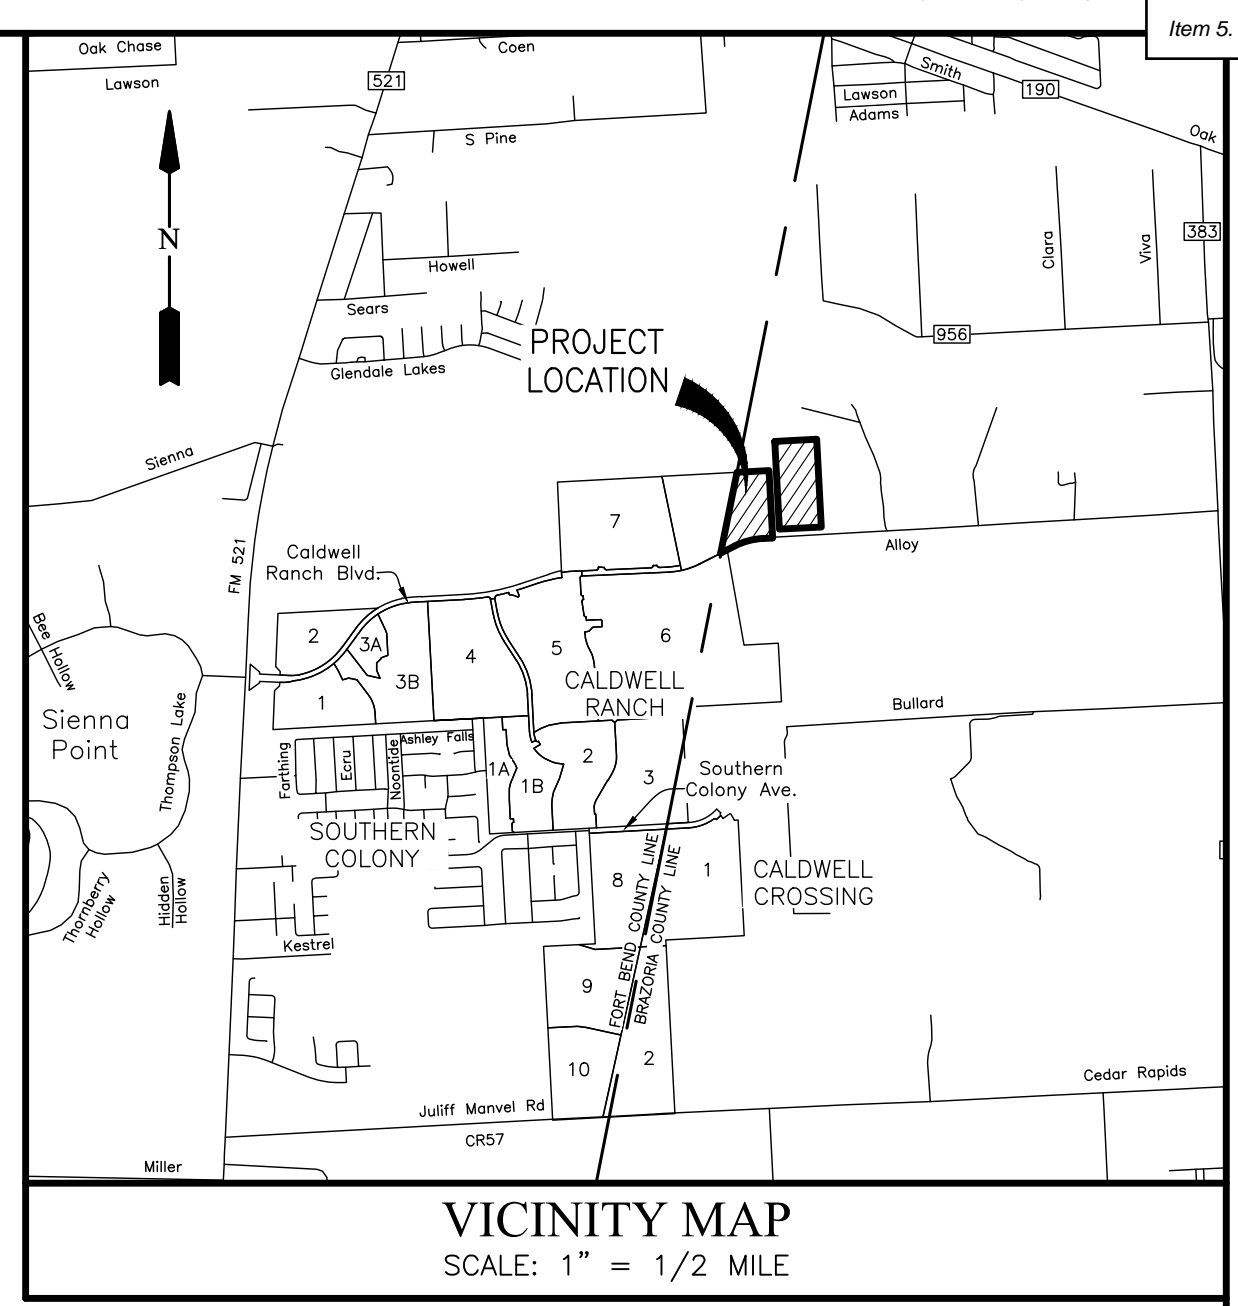 Item 5.
Oak Chase
Lawson
521
Coen
S Pine
Smith
Lawson
Adams
190
Oak
383
Clara
Viva
N
Howell
Sears
Glendale Lakes
956
PROJECT
LOCATION
Sienna
7
Alloy
FM 521
Caldwell
Ranch Blvd.
Bee Hollow
2
3A
3B
1
4
5
6
CALDWELL
RANCH
Bullard
Sienna
Point
Thompson Lake
Farthing
Ecru
Noontide
Ashley Falls
1A
1B
2
3
Southern
Colony Ave.
SOUTHERN
COLONY
8
1
CALDWELL
CROSSING
FORT BEND COUNTY LINE
BRAZORIA COUNTY LINE
Thornberry
Hollow
Hidden
Hollow
Kestrel
9
10
2
Cedar Rapids
Juliff Manvel Rd
CR57
Miller
VICINITY MAP
SCALE: 1" = 1/2 MILE